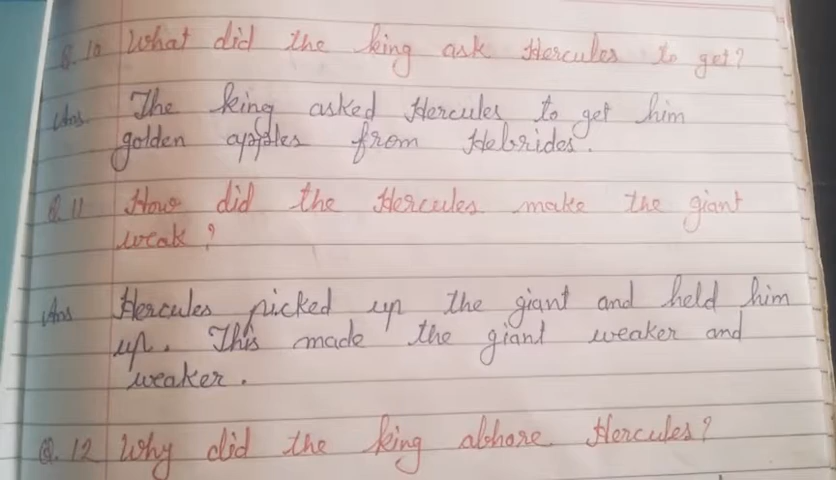 Q.10 What did the king ask Hercules to get?
Ans. The king asked Hercules to get him
golden apples from Hebrides.
Q.11 How did the Hercules make the giant
weak?
Ans Hercules picked up the giant and held him
up. This made the giant weaker and
weaker.
Q.12 Why did the king abhore Hercules?